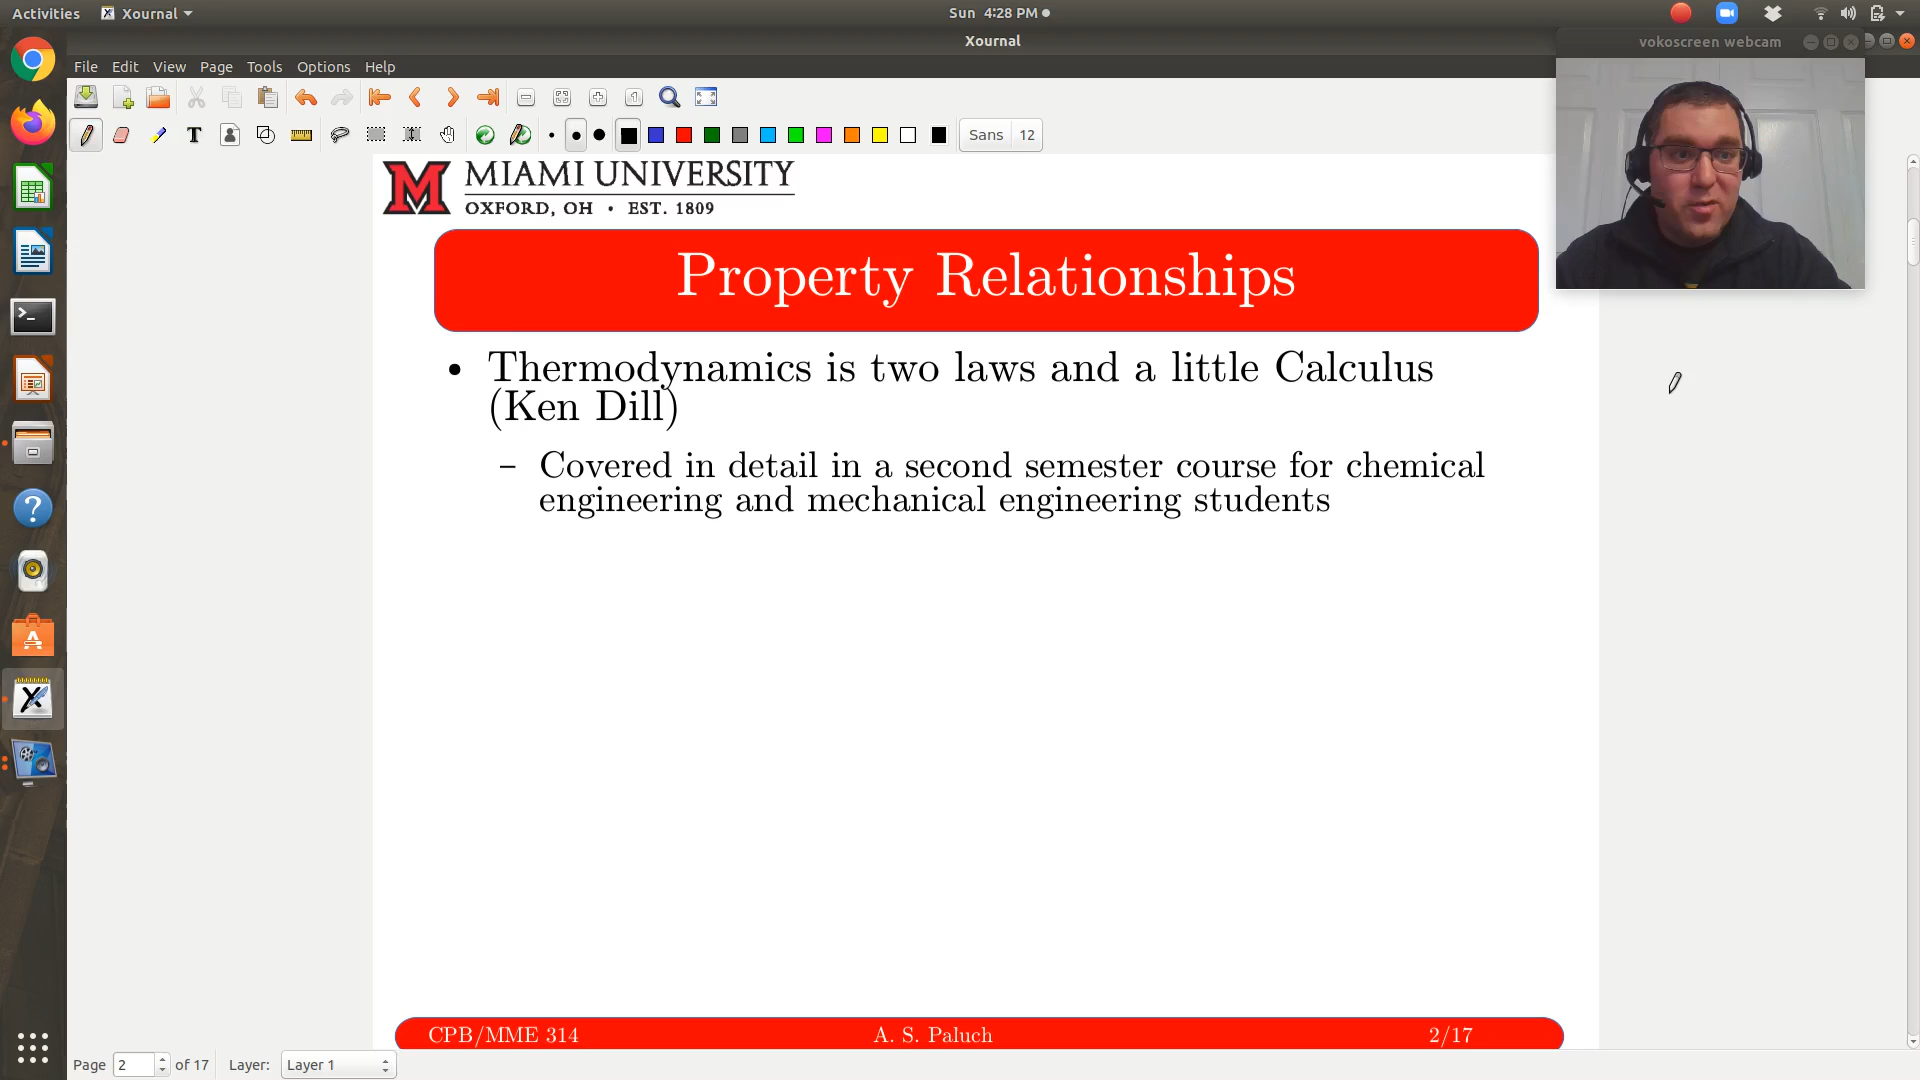 Activities
Xournal
Sun 4:28 PM
Xournal
vokoscreen webcam
File Edit View Page Tools Options Help
Sans 12
MIAMI UNIVERSITY
OXFORD, OH • EST. 1809
Property Relationships
• Thermodynamics is two laws and a little Calculus
(Ken Dill)
– Covered in detail in a second semester course for chemical
engineering and mechanical engineering students
CPB/MME 314 A. S. Paluch 2/17
Page 2 of 17 Layer: Layer 1